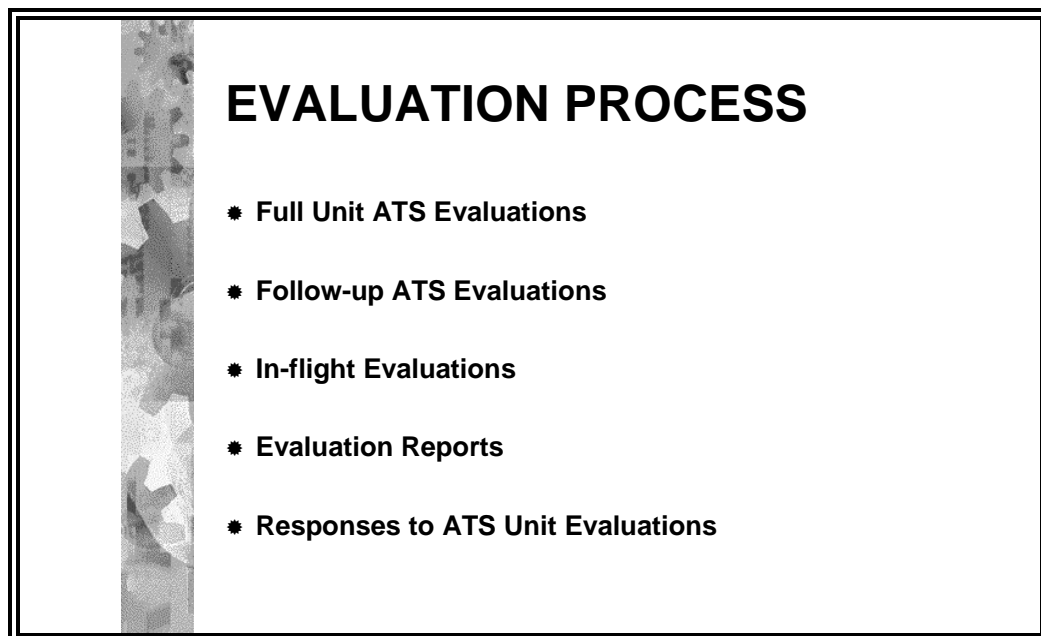 EVALUATION PROCESS
Full Unit ATS Evaluations
Follow-up ATS Evaluations
In-flight Evaluations
Evaluation Reports
Responses to ATS Unit Evaluations